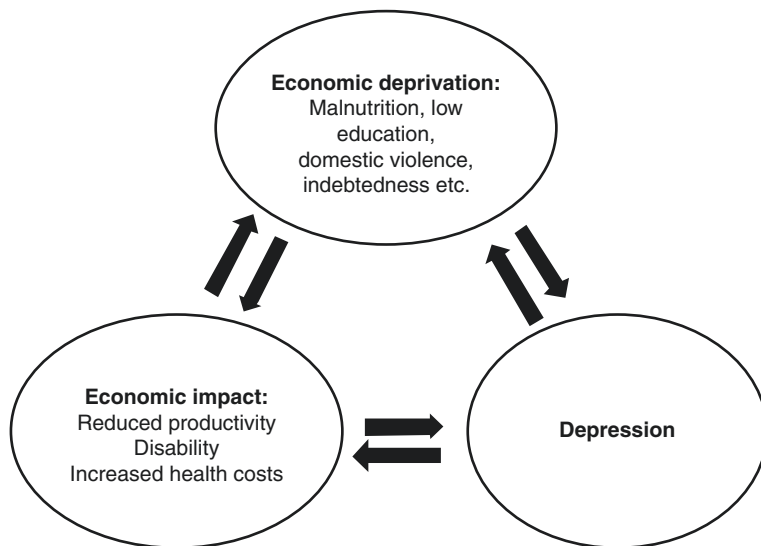 Economic deprivation:
Malnutrition, low
education,
domestic violence,
indebtedness etc.
Economic impact:
Reduced productivity
Disability
Increased health costs
Depression